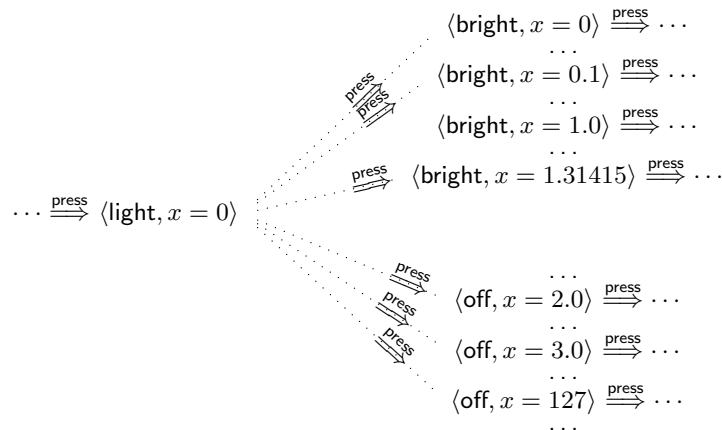 ⟨bright, x = 0⟩ press ⟹ ···
···
press ⟨bright, x = 0.1⟩ press ⟹ ···
press
···
⟨bright, x = 1.0⟩ press ⟹ ···
···
press ⟨bright, x = 1.31415⟩ press ⟹ ···
··· press ⟹ ⟨light, x = 0⟩
press ···
⟨off, x = 2.0⟩ press ⟹ ···
press ···
press ⟨off, x = 3.0⟩ press ⟹ ···
···
⟨off, x = 127⟩ press ⟹ ···
···